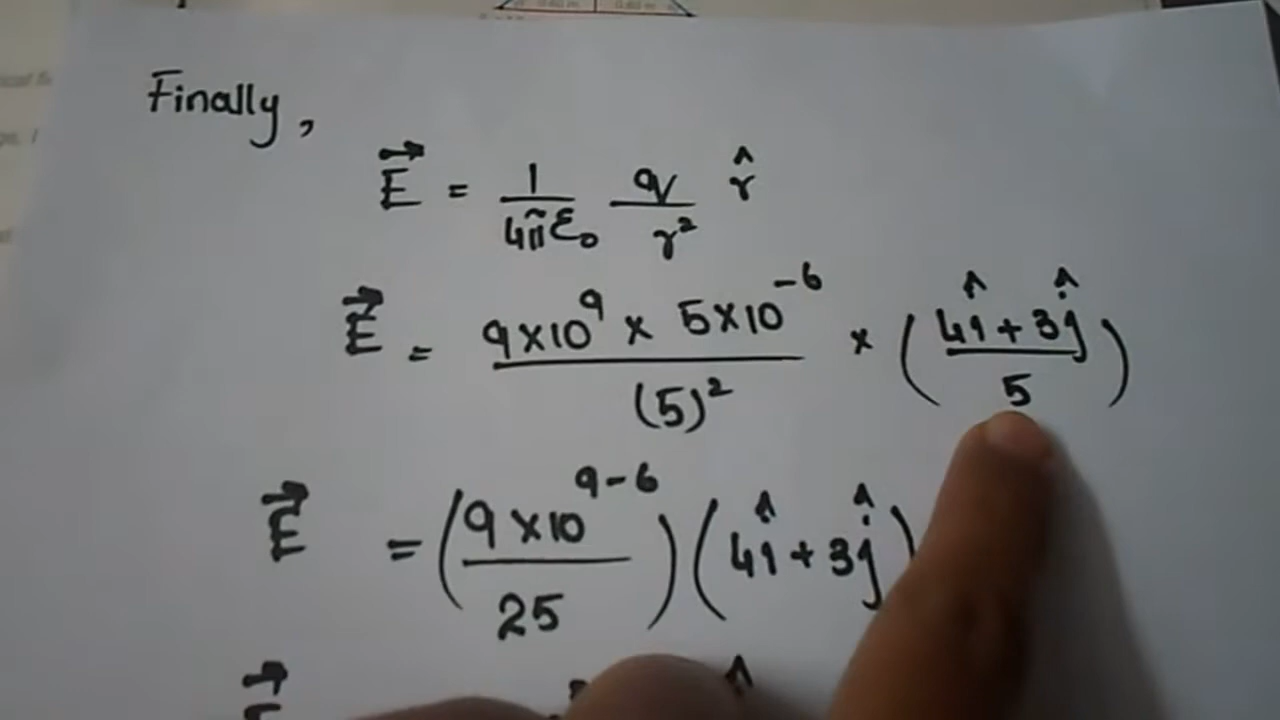 Finally,
E⃗ = 1/4πε₀ q/r² r̂
E⃗ = 9×10⁹ × 5×10⁻⁶/(5)² × (4î + 3ĵ/5)
E⃗ = (9×10⁹⁻⁶/25)(4î + 3ĵ)